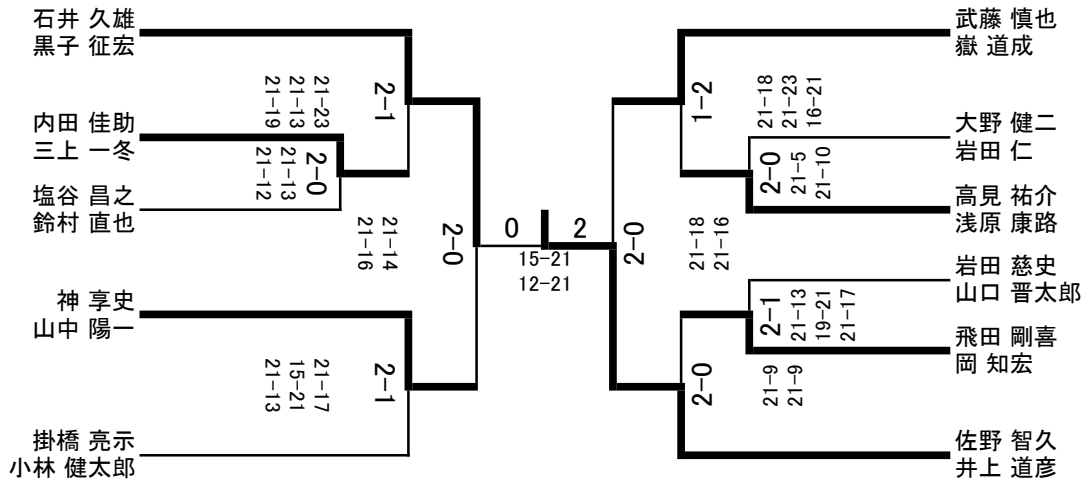 石井 久雄
黒子 征宏
内田 佳助
三上 一冬
塩谷 昌之
鈴村 直也
神 享史
山中 陽一
掛橋 亮示
小林 健太郎
2-1
21-23
21-13
21-19
2-0
21-13
21-12
2-0
21-14
21-16
2-1
21-17
15-21
21-13
0
2
15-21
12-21
2-0
21-18
21-16
1-2
21-18
21-23
16-21
2-0
21-5
21-10
2-1
21-13
19-21
21-17
2-0
21-9
21-9
武藤 慎也
嶽 道成
大野 健二
岩田 仁
高見 祐介
浅原 康路
岩田 慈史
山口 晋太郎
飛田 剛喜
岡 知宏
佐野 智久
井上 道彦